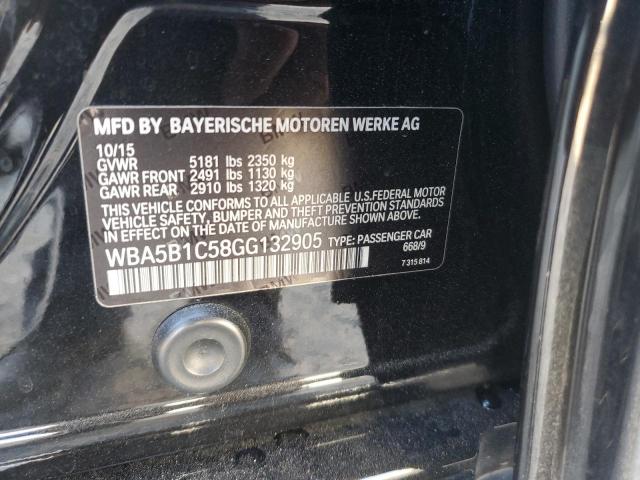 MFD BY BAYERISCHE MOTOREN WERKE AG
10/15
GVWR 5181 lbs 2350 kg
GAWR FRONT 2491 lbs 1130 kg
GAWR REAR 2910 lbs 1320 kg
THIS VEHICLE CONFORMS TO ALL APPLICABLE U.S.FEDERAL MOTOR
VEHICLE SAFETY, BUMPER AND THEFT PREVENTION STANDARDS
IN EFFECT ON THE DATE OF MANUFACTURE SHOWN ABOVE.
WBA5B1C58GG132905 TYPE: PASSENGER CAR
668/9
7 315 814